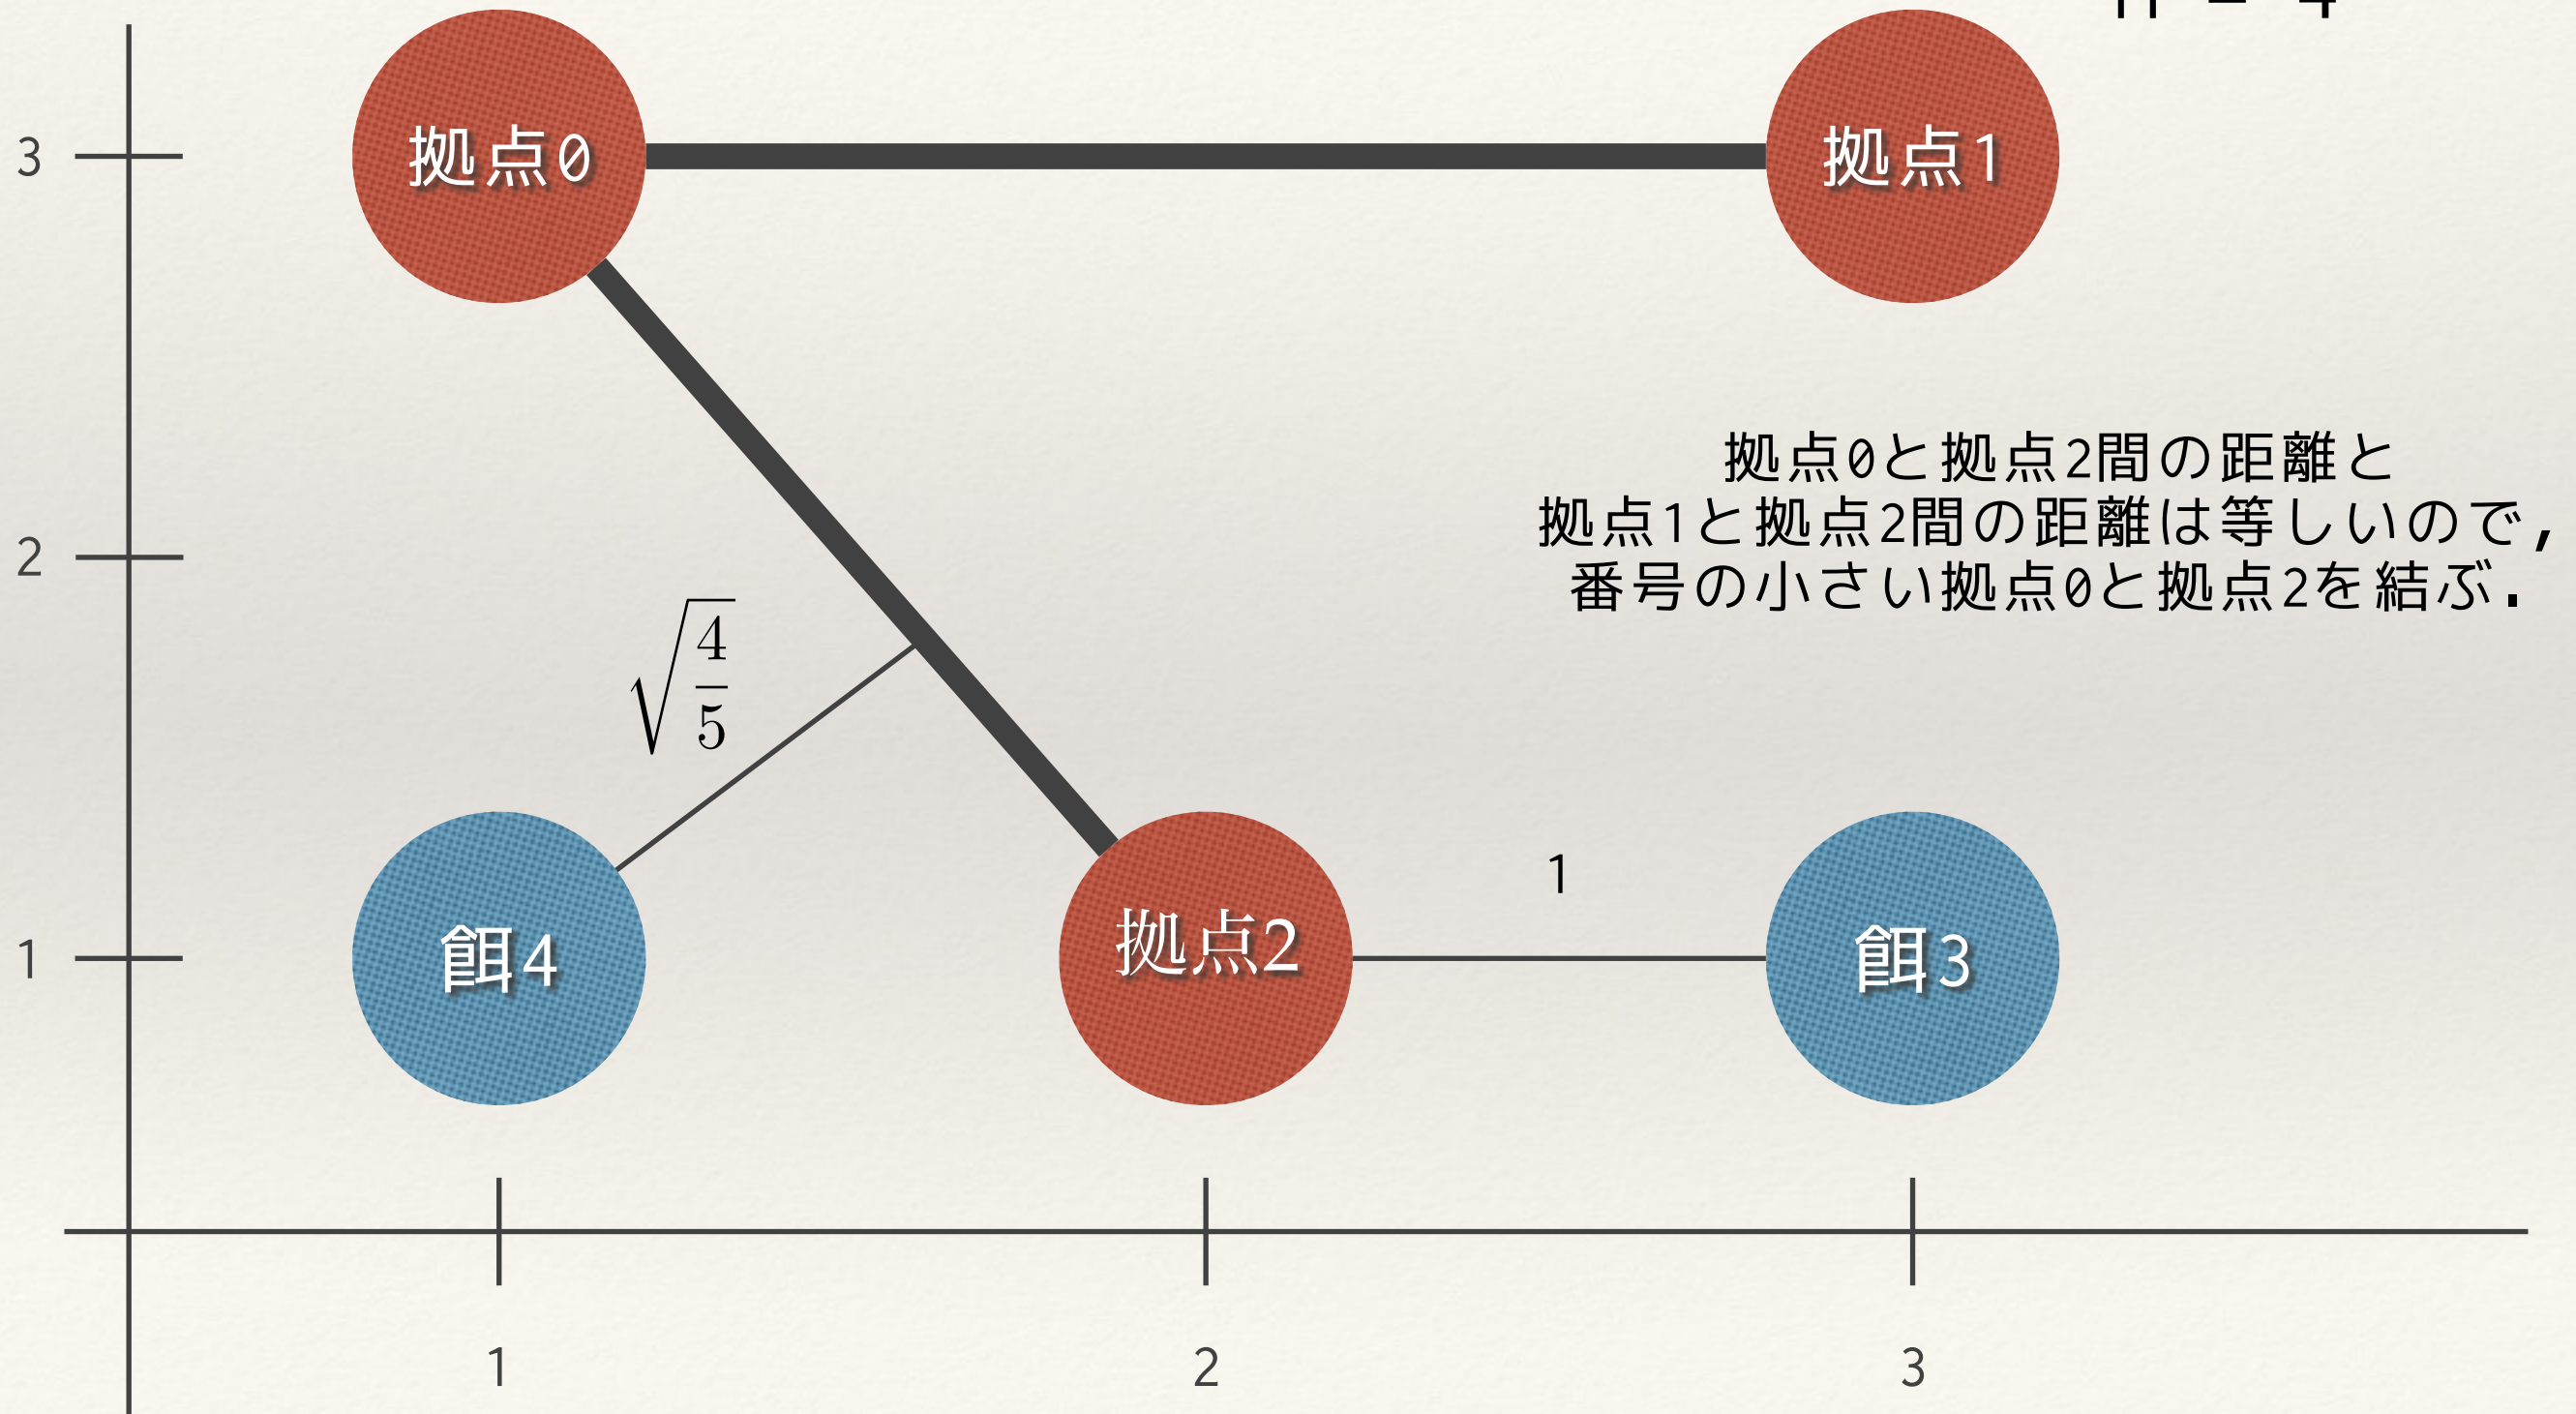 拠点0
拠点1
3
拠点0と拠点2間の距離と
拠点1と拠点2間の距離は等しいので,
番号の小さい拠点0と拠点2を結ぶ.
2
√4/5
1
餌4
拠点2
餌3
1
1
2
3